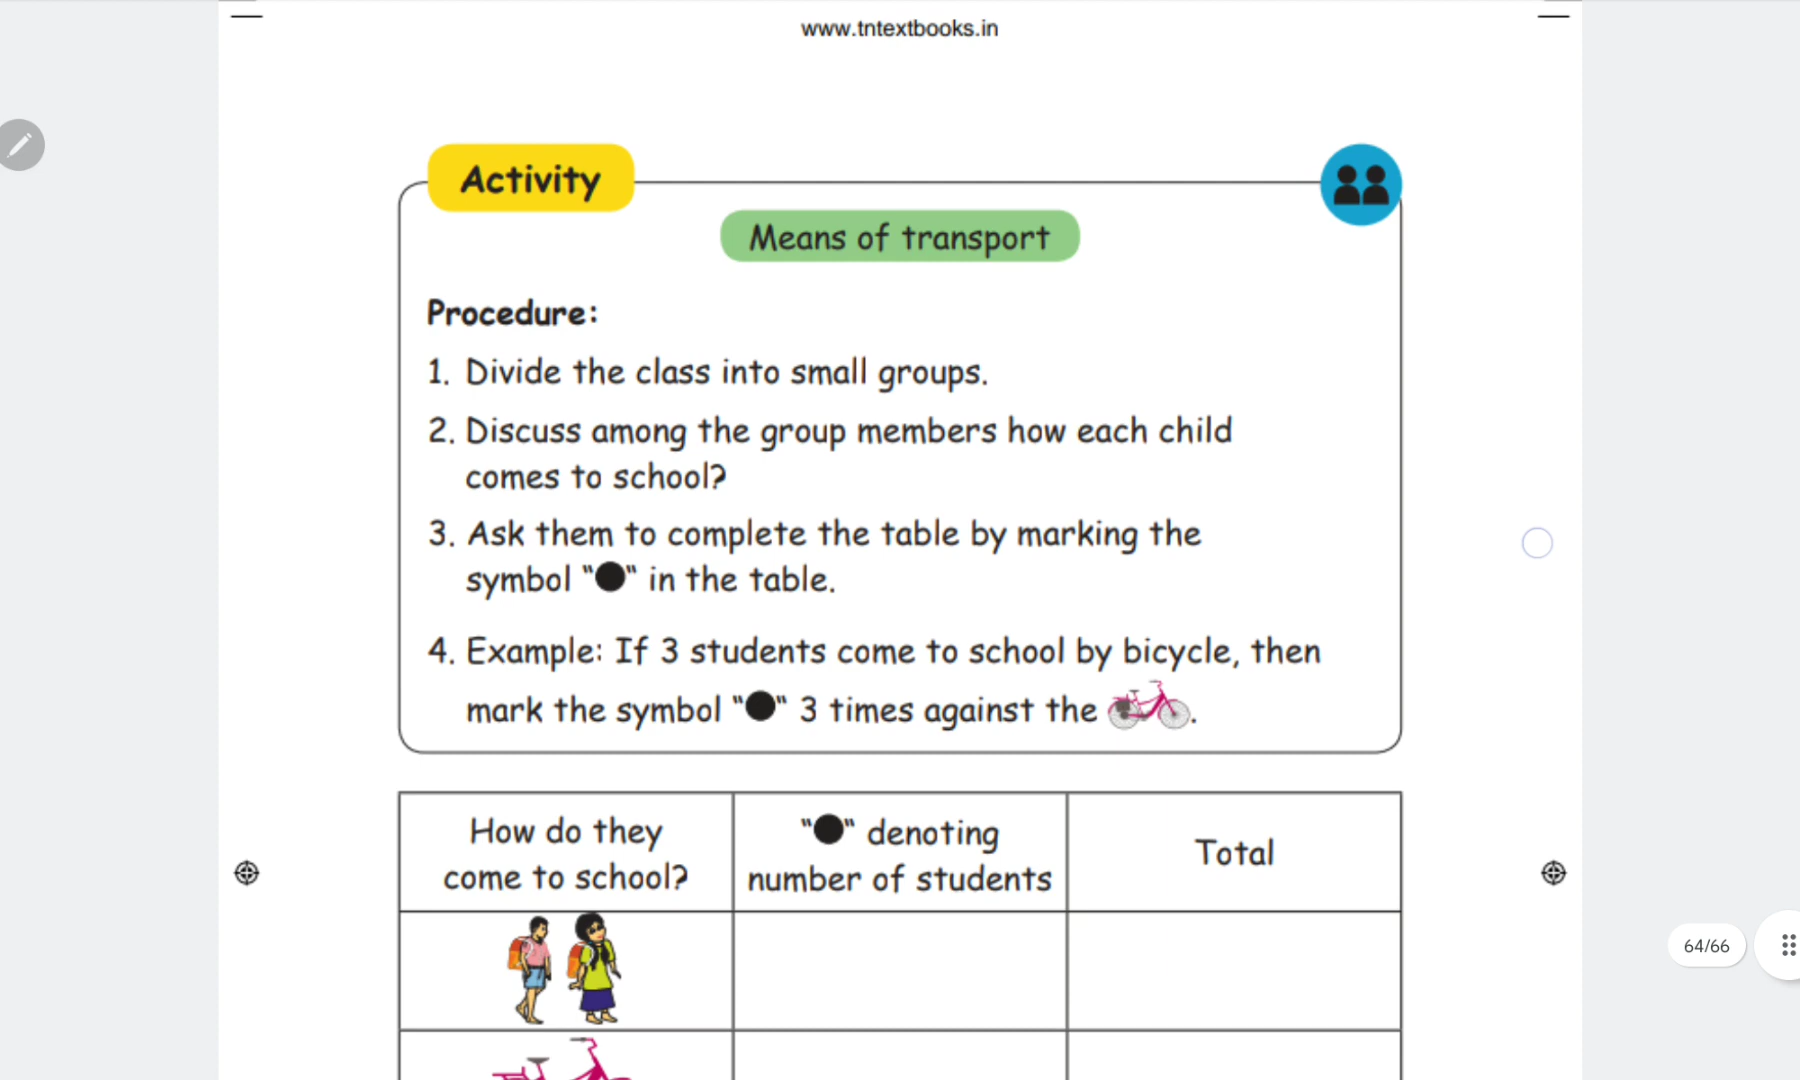 www.tntextbooks.in
Activity
Means of transport
Procedure:
1. Divide the class into small groups.
2. Discuss among the group members how each child
comes to school?
3. Ask them to complete the table by marking the
symbol "●" in the table.
4. Example: If 3 students come to school by bicycle, then
mark the symbol "●" 3 times against the .
How do they
come to school?
"●" denoting
number of students
Total
64/66